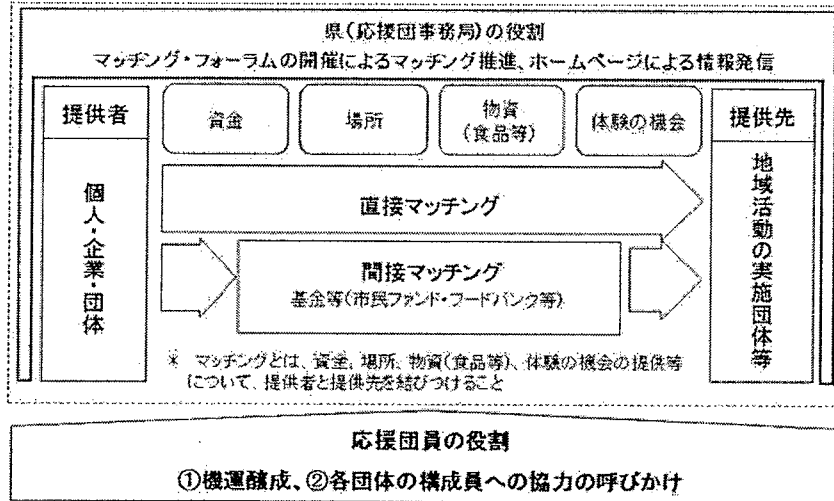 県(応援団事務局)の役割
マッチング・フォーラムの開催によるマッチング推進、ホームページによる情報発信
提供者
個人・企業・団体
資金
場所
物資
(食品等)
体験の機会
提供先
地域活動の実施団体等
直接マッチング
間接マッチング
基金等(市民ファンド・フードバンク等)
※ マッチングとは、資金、場所、物資(食品等)、体験の機会の提供等
について、提供者と提供先を結びつけること
応援団員の役割
①機運醸成、②各団体の構成員への協力の呼びかけ